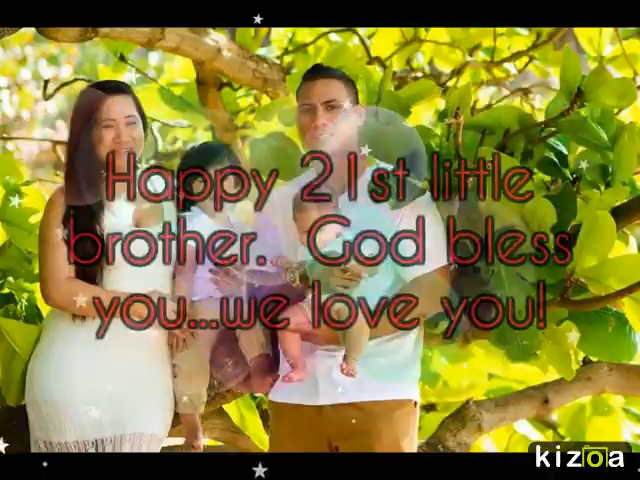 Happy 21st little
brother. God bless
you...we love you!
kizoa